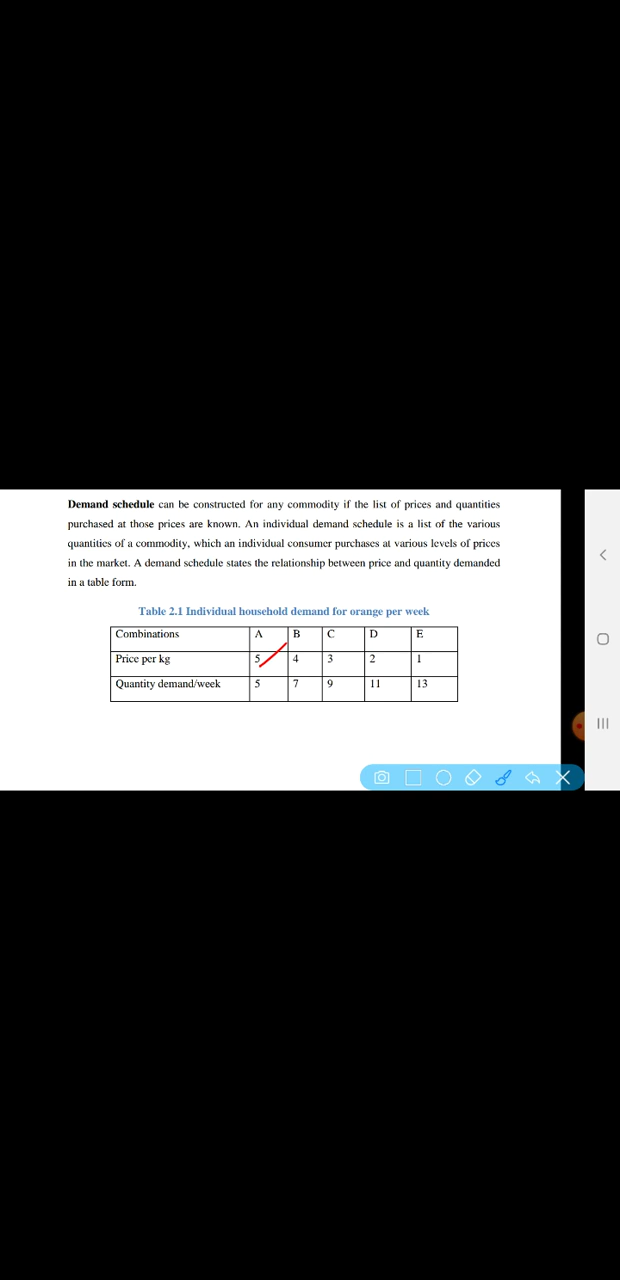 Demand schedule can be constructed for any commodity if the list of prices and quantities
purchased at those prices are known. An individual demand schedule is a list of the various
quantities of a commodity, which an individual consumer purchases at various levels of prices
in the market. A demand schedule states the relationship between price and quantity demanded
in a table form.
Table 2.1 Individual household demand for orange per week
Combinations A B C D E
Price per kg 5 4 3 2 1
Quantity demand/week 5 7 9 11 13